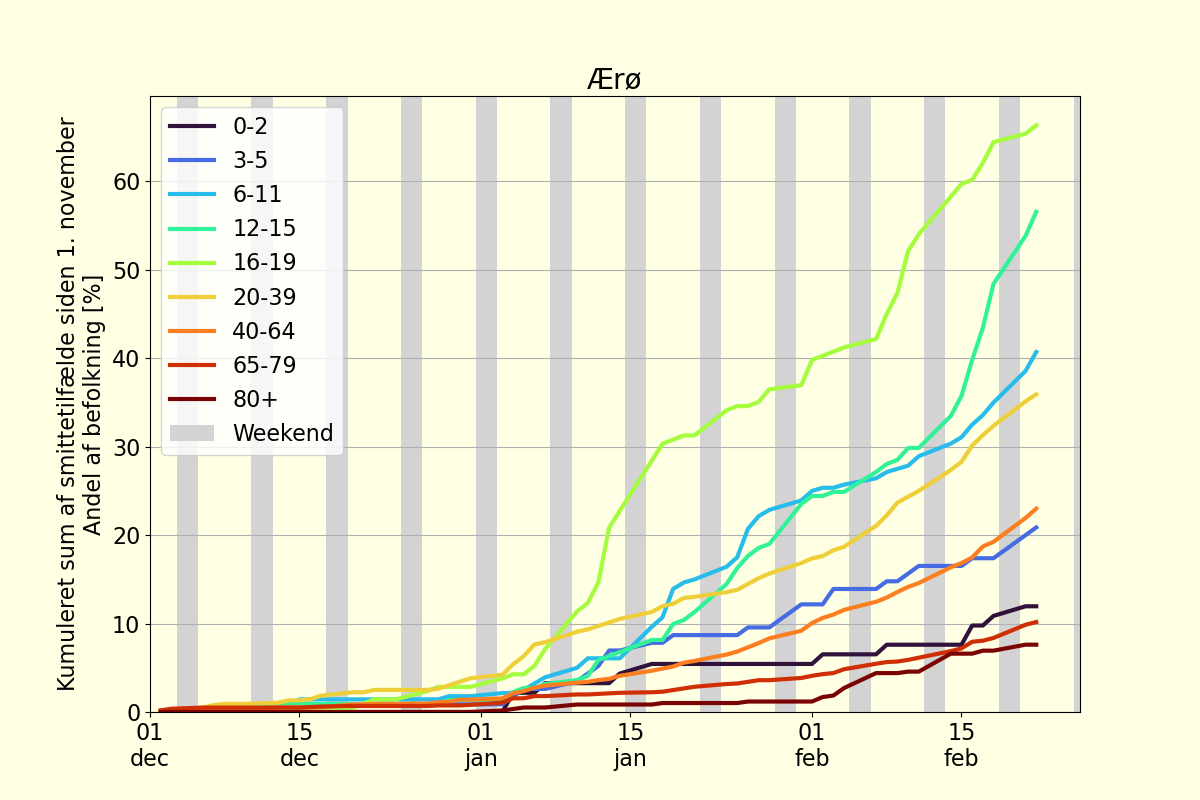 Ærø
Kumuleret sum af smittetilfælde siden 1. november
Andel af befolkning [%]
0-2
3-5
6-11
12-15
16-19
20-39
40-64
65-79
80+
Weekend
60
50
40
30
20
10
0
01 15 01 15 01 15
dec dec jan jan feb feb